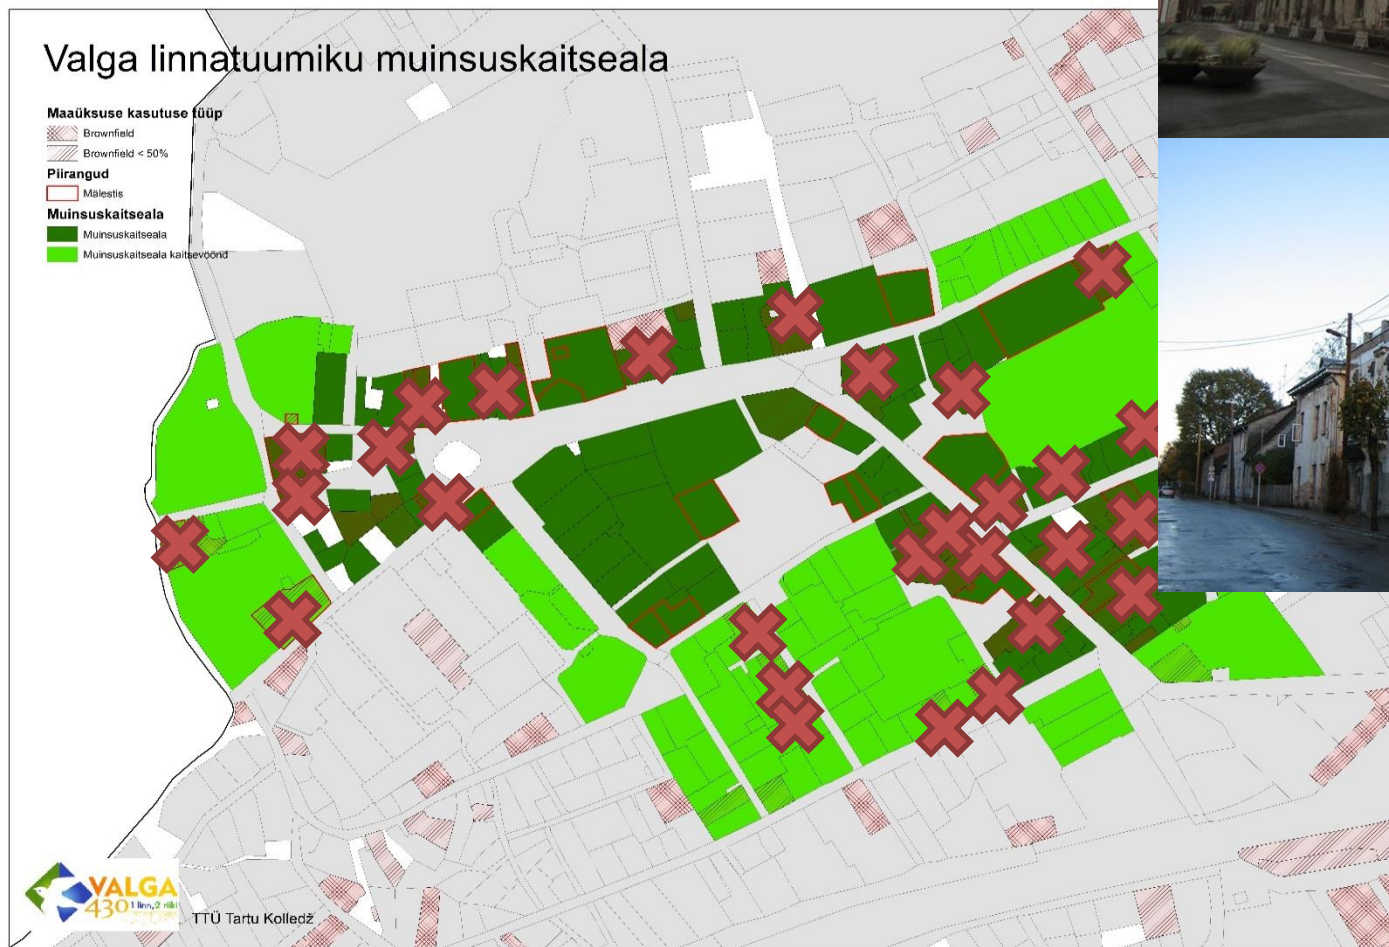 Valga linnatuumiku muinsuskaitseala
Maaüksuse kasutuse tüüp
Brownfield
Brownfield < 50%
Piirangud
Mälestis
Muinsuskaitseala
Muinsuskaitseala
Muinsuskaitseala kaitsevöönd
VALGA
430 1 linn, 2 riiki
TTÜ Tartu Kolledž